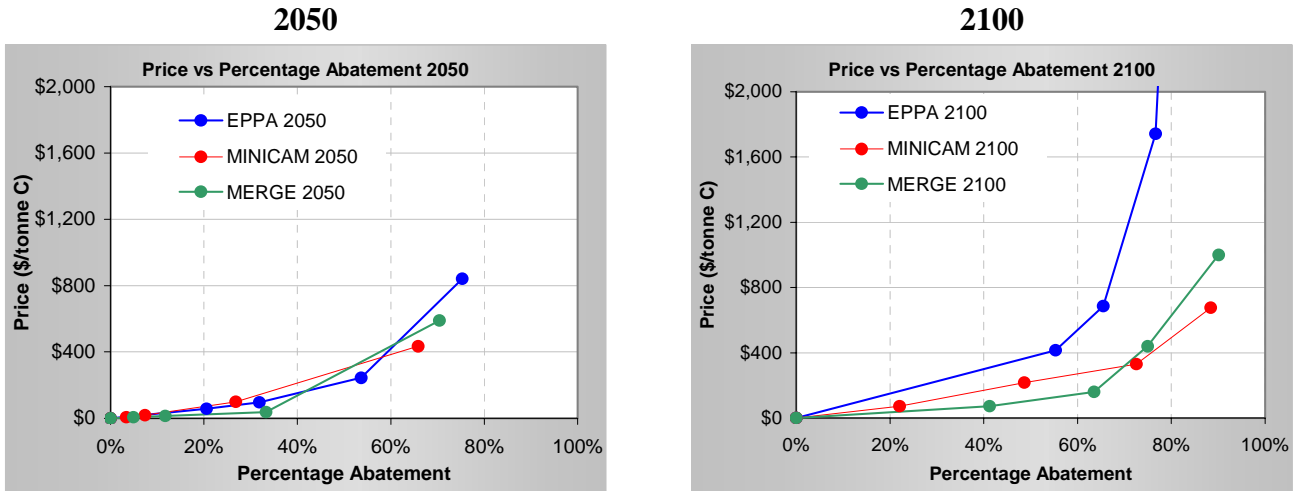 2050
Price vs Percentage Abatement 2050
$2,000
$1,600
$1,200
$800
$400
$0
0%
20%
40%
60%
80%
100%
Percentage Abatement
Price ($/tonne C)
EPPA 2050
MINICAM 2050
MERGE 2050
2100
Price vs Percentage Abatement 2100
$2,000
$1,600
$1,200
$800
$400
$0
0%
20%
40%
60%
80%
100%
Percentage Abatement
Price ($/tonne C)
EPPA 2100
MINICAM 2100
MERGE 2100